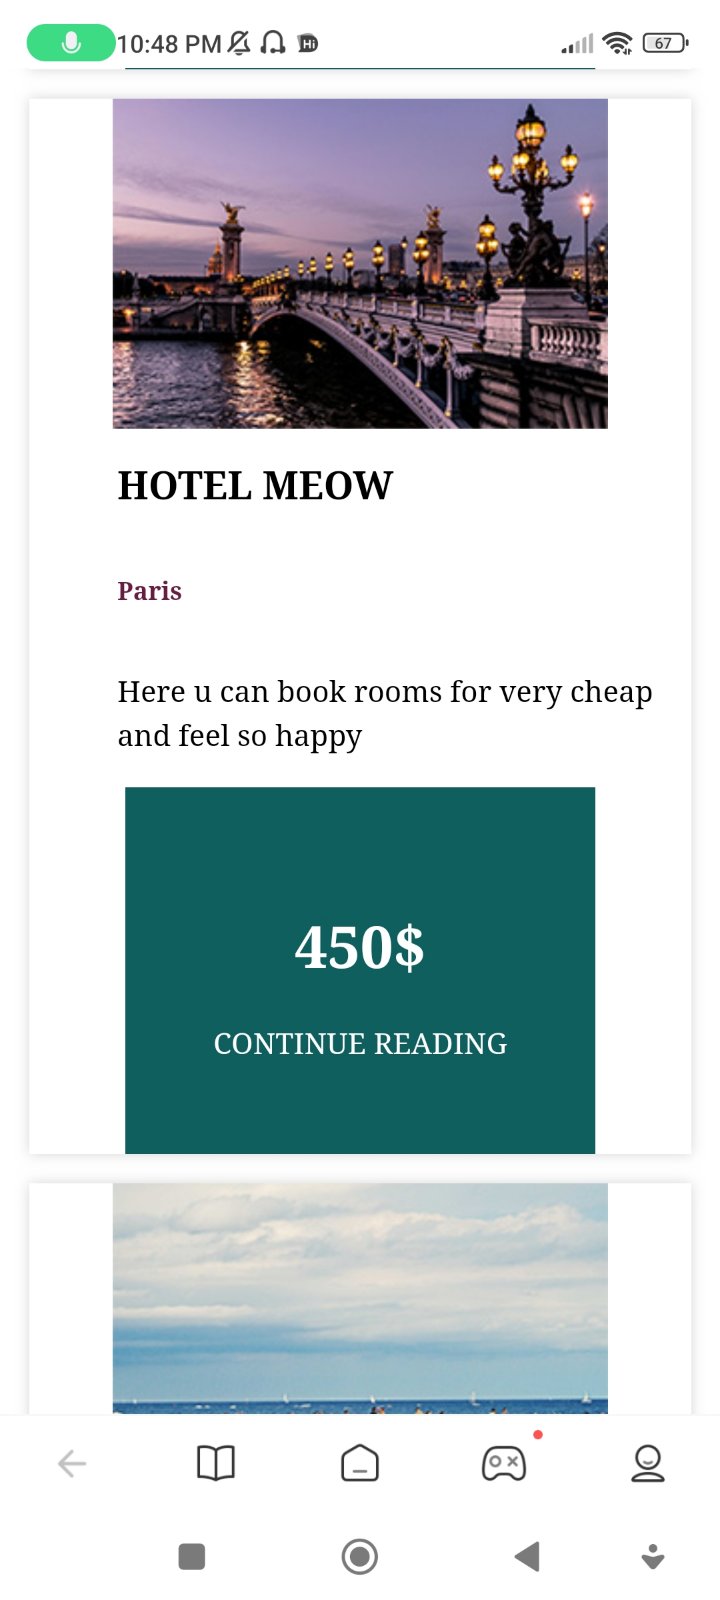 10:48 PM
Hi
67
HOTEL MEOW
Paris
Here u can book rooms for very cheap
and feel so happy
450$
CONTINUE READING